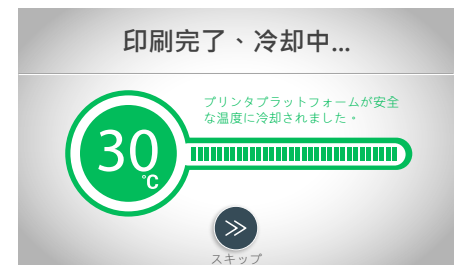 印刷完了、冷却中...
プリンタプラットフォームが安全
な温度に冷却されました。
30
℃
スキップ